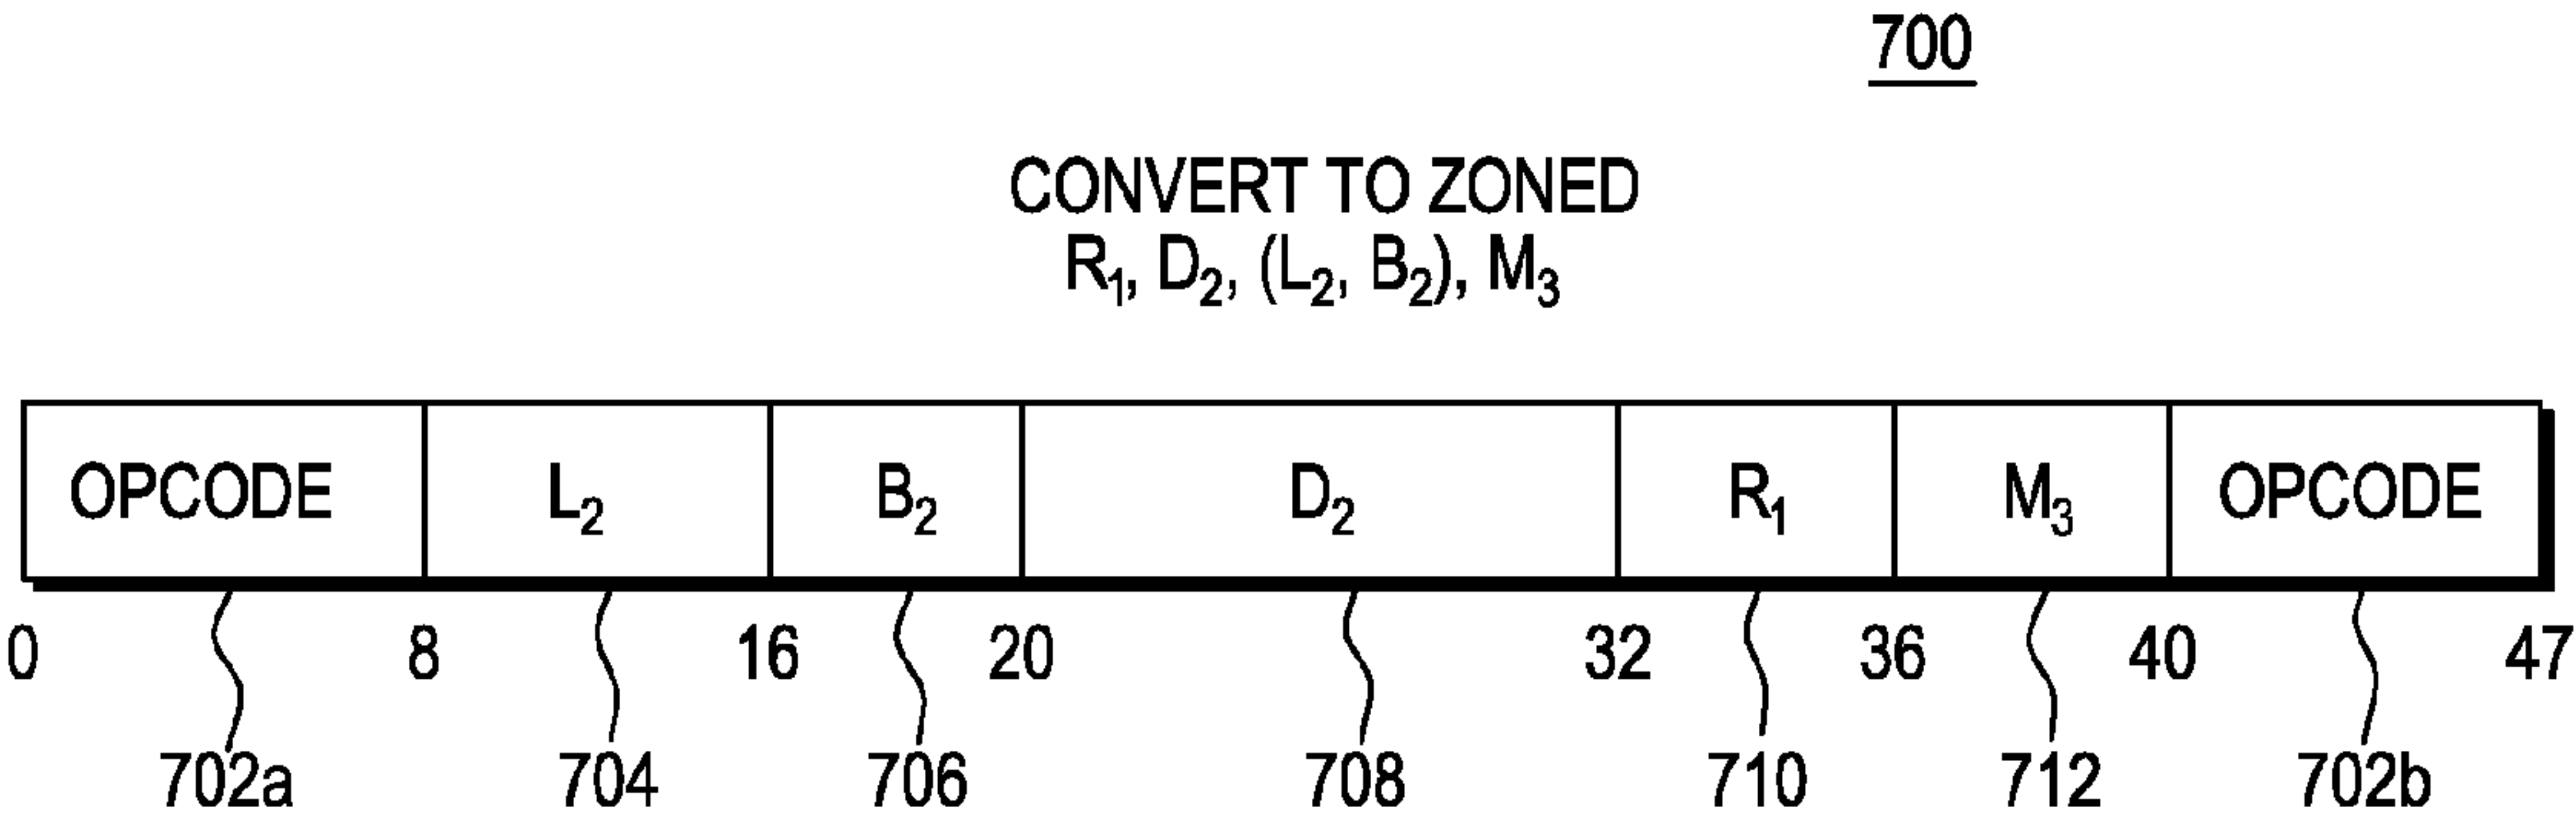 700
CONVERT TO ZONED
R₁, D₂, (L₂, B₂), M₃
OPCODE L₂ B₂ D₂ R₁ M₃ OPCODE
0 8 16 20 32 36 40 47
702a 704 706 708 710 712 702b